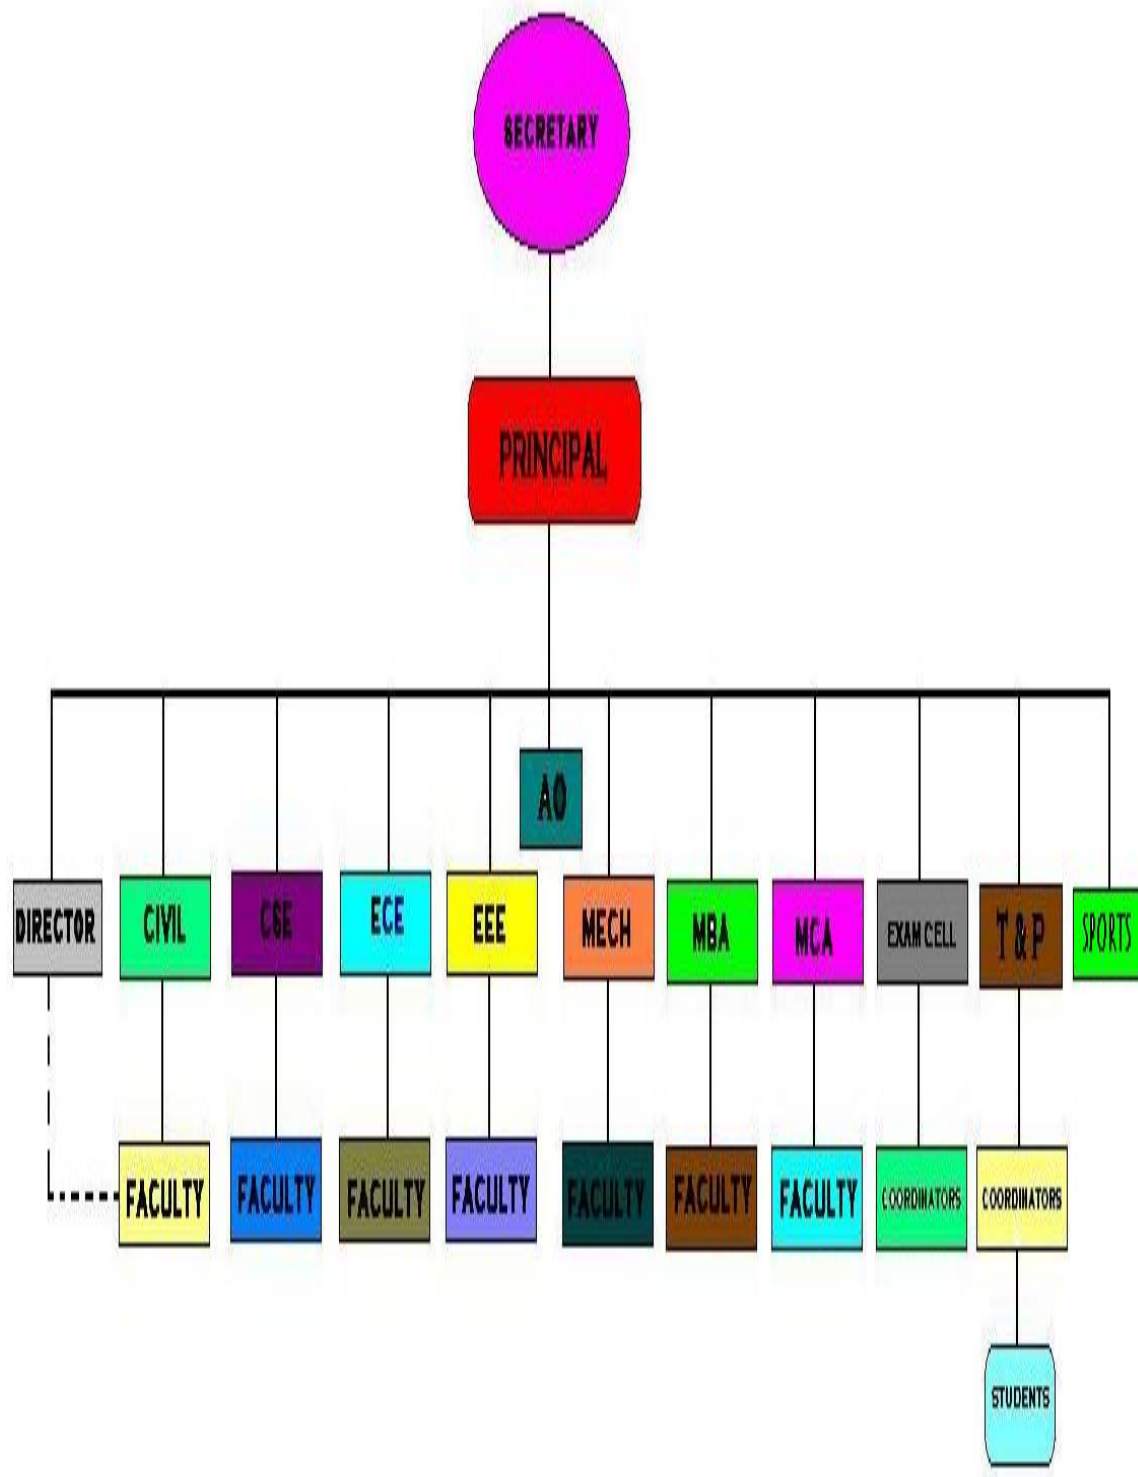 SECRETARY
PRINCIPAL
AO
DIRECTOR
CIVIL
CSE
ECE
EEE
MECH
MBA
MCA
EXAM CELL
T & P
SPORTS
FACULTY
FACULTY
FACULTY
FACULTY
FACULTY
FACULTY
FACULTY
COORDINATORS
COORDINATORS
STUDENTS